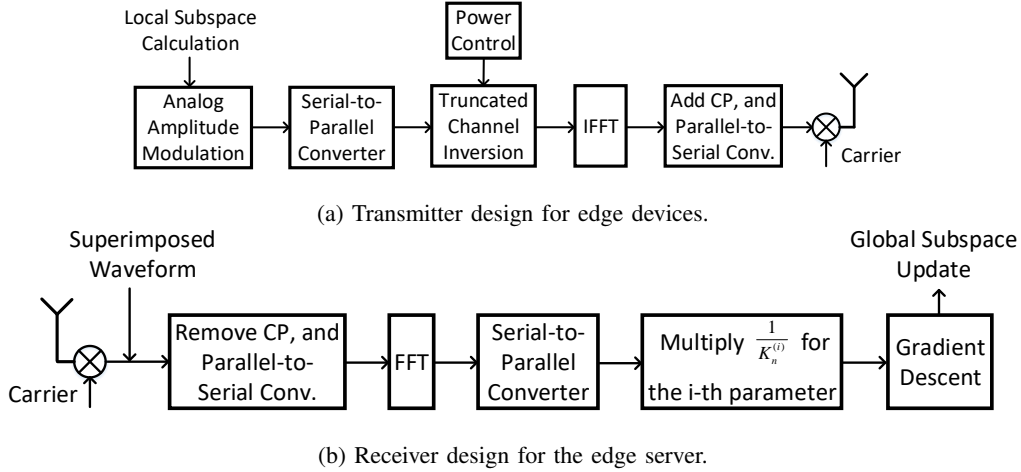 Local Subspace
Calculation
Power
Control
Analog
Amplitude
Modulation
Serial-to-
Parallel
Converter
Truncated
Channel
Inversion
IFFT
Add CP, and
Parallel-to-
Serial Conv.
Carrier
(a) Transmitter design for edge devices.
Superimposed
Waveform
Global Subspace
Update
Carrier
Remove CP, and
Parallel-to-
Serial Conv.
FFT
Serial-to-
Parallel
Converter
Multiply 1/K_n^(i) for
the i-th parameter
Gradient
Descent
(b) Receiver design for the edge server.